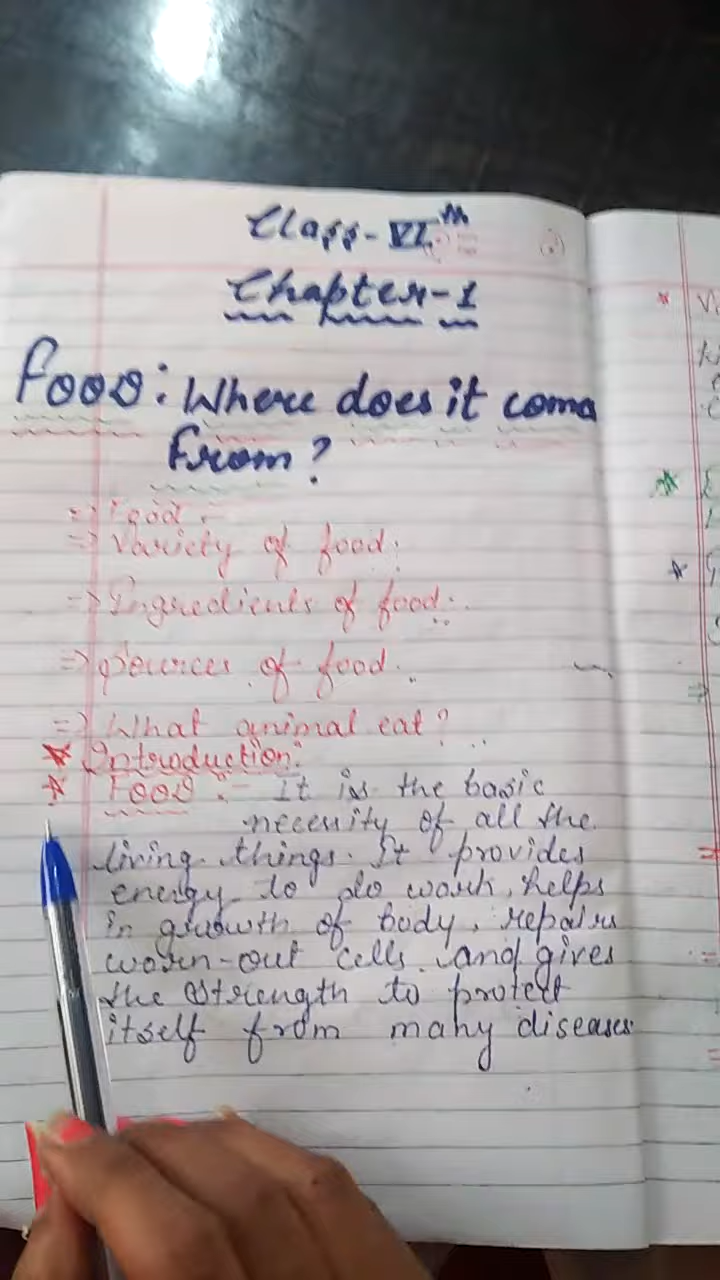 Class-VIth
Chapter-1
Food: Where does it come
From?
=> Food :
=> Variety of food:
=> Ingredients of food:
=> Sources of food.
=> What animal eat?
* Introduction:
* Food :- It is the basic
necessity of all the
living things. It provides
energy to do work, helps
in growth of body, repairs
worn-out cells and gives
the strength to protect
itself from many diseases